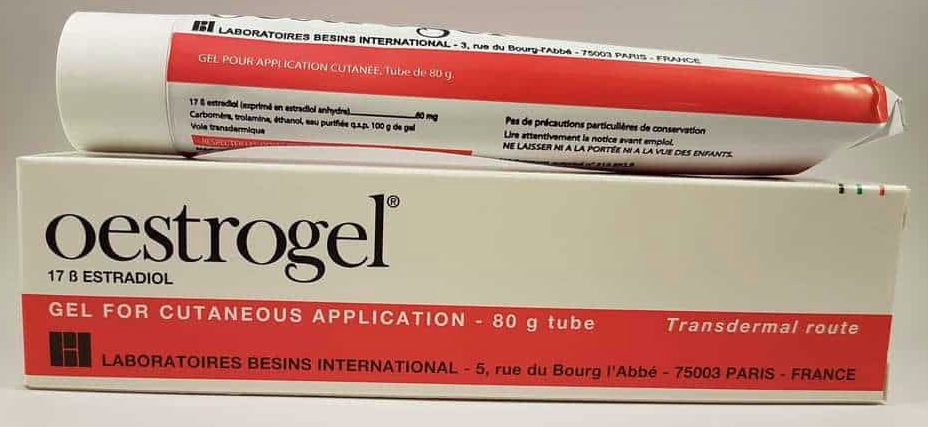 LABORATOIRES BESINS INTERNATIONAL - 3, rue du Bourg-l'Abbé - 75003 PARIS - FRANCE
GEL POUR APPLICATION CUTANÉE, Tube de 80 g.
17 ß estradiol (exprimé en estradiol anhydre) 60 mg
Carbomère, trolamine, éthanol, eau purifiée q.s.p. 100 g de gel
Voie transdermique
RESPECTER
Pas de précautions particulières de conservation
Lire attentivement la notice avant emploi.
NE LAISSER NI A LA PORTÉE NI A LA VUE DES ENFANTS.
oestrogel®
17 ß ESTRADIOL
GEL FOR CUTANEOUS APPLICATION - 80 g tube
Transdermal route
LABORATOIRES BESINS INTERNATIONAL - 5, rue du Bourg l'Abbé - 75003 PARIS - FRANCE